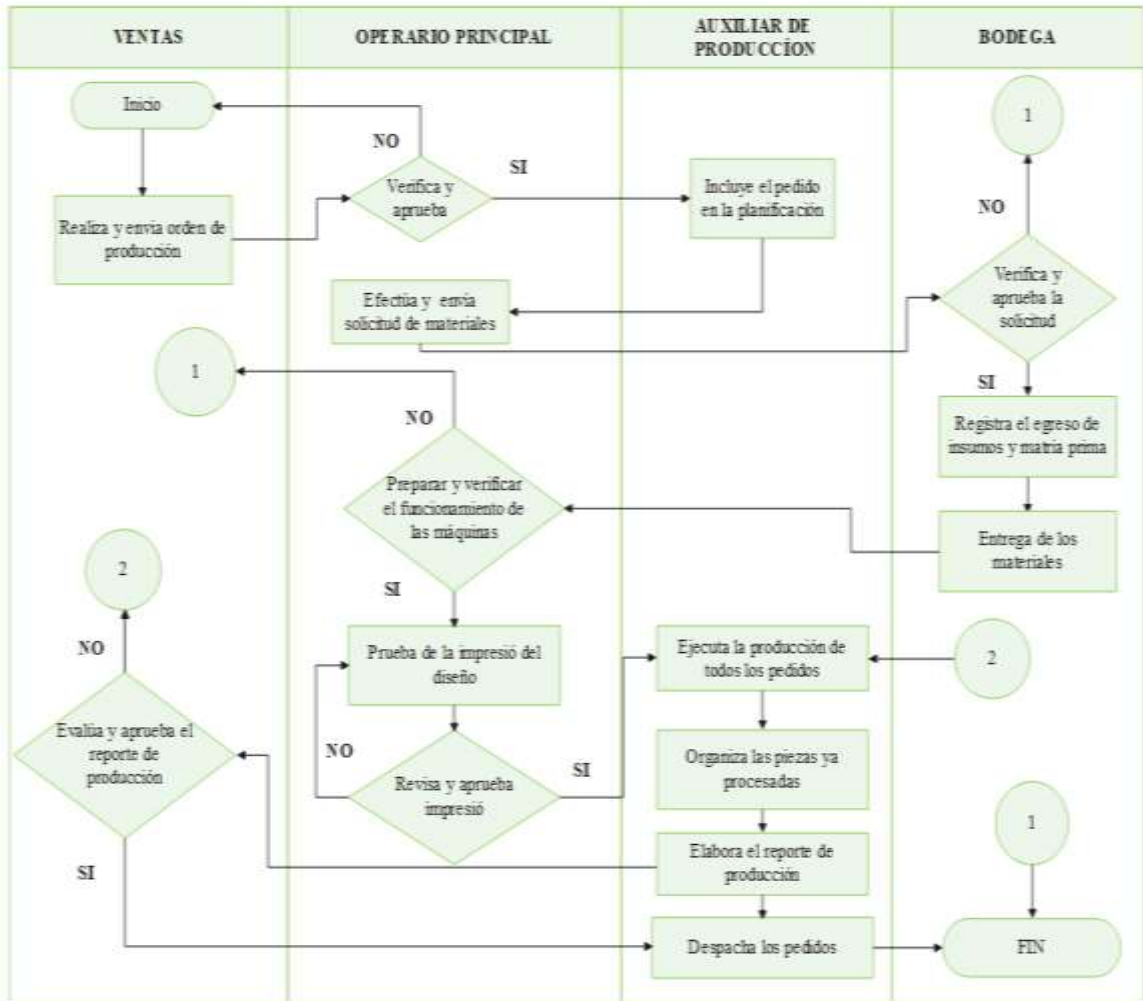 VENTAS
OPERARIO PRINCIPAL
AUXILIAR DE
PRODUCCÍON
BODEGA
Inicio
1
NO
SI
Verifica y
aprueba
Incluve el pedido
en la planificación
NO
Realiza y envia orden de
producción
Verifica y
aprueba la
solicitud
Efectúa y envia
solicitud de materiales
1
SI
NO
Registra el egreso de
insumos y matria prima
Preparar y verificar
el funcionamiento de
las máquinas
Entrega de los
materiales
2
SI
NO
Prueba de la impresió del
diseño
Ejecuta la producción de
todos los pedidos
2
Evalúa y aprueba el
reporte de
producción
NO
Revisa y aprueba
impresió
SI
Organiza las piezas ya
procesadas
1
SI
Elabora el reporte de
producción
Despacha los pedidos
FIN